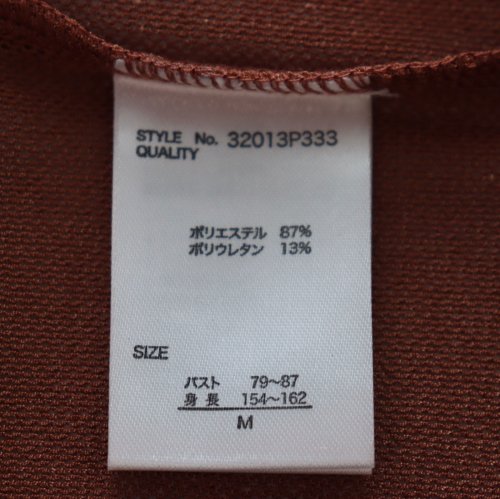 STYLE No. 32013P333
QUALITY
ポリエステル 87%
ポリウレタン 13%
SIZE
バスト 79～87
身長 154～162
M